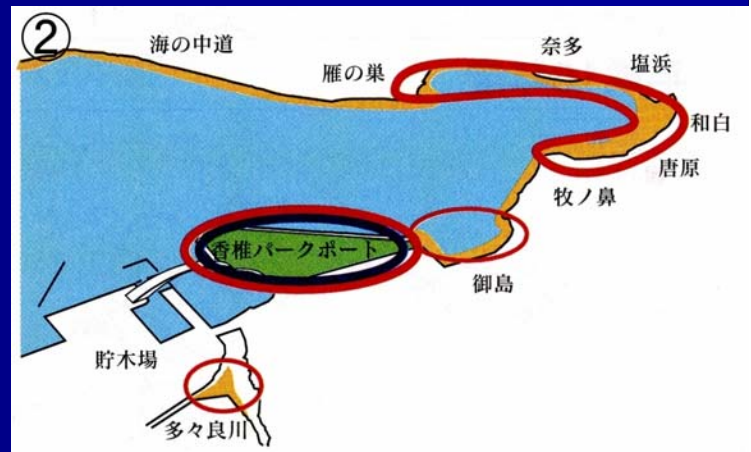 ②
海の中道
奈多
塩浜
雁の巣
和白
唐原
牧ノ鼻
香椎パークポート
御島
貯木場
多々良川